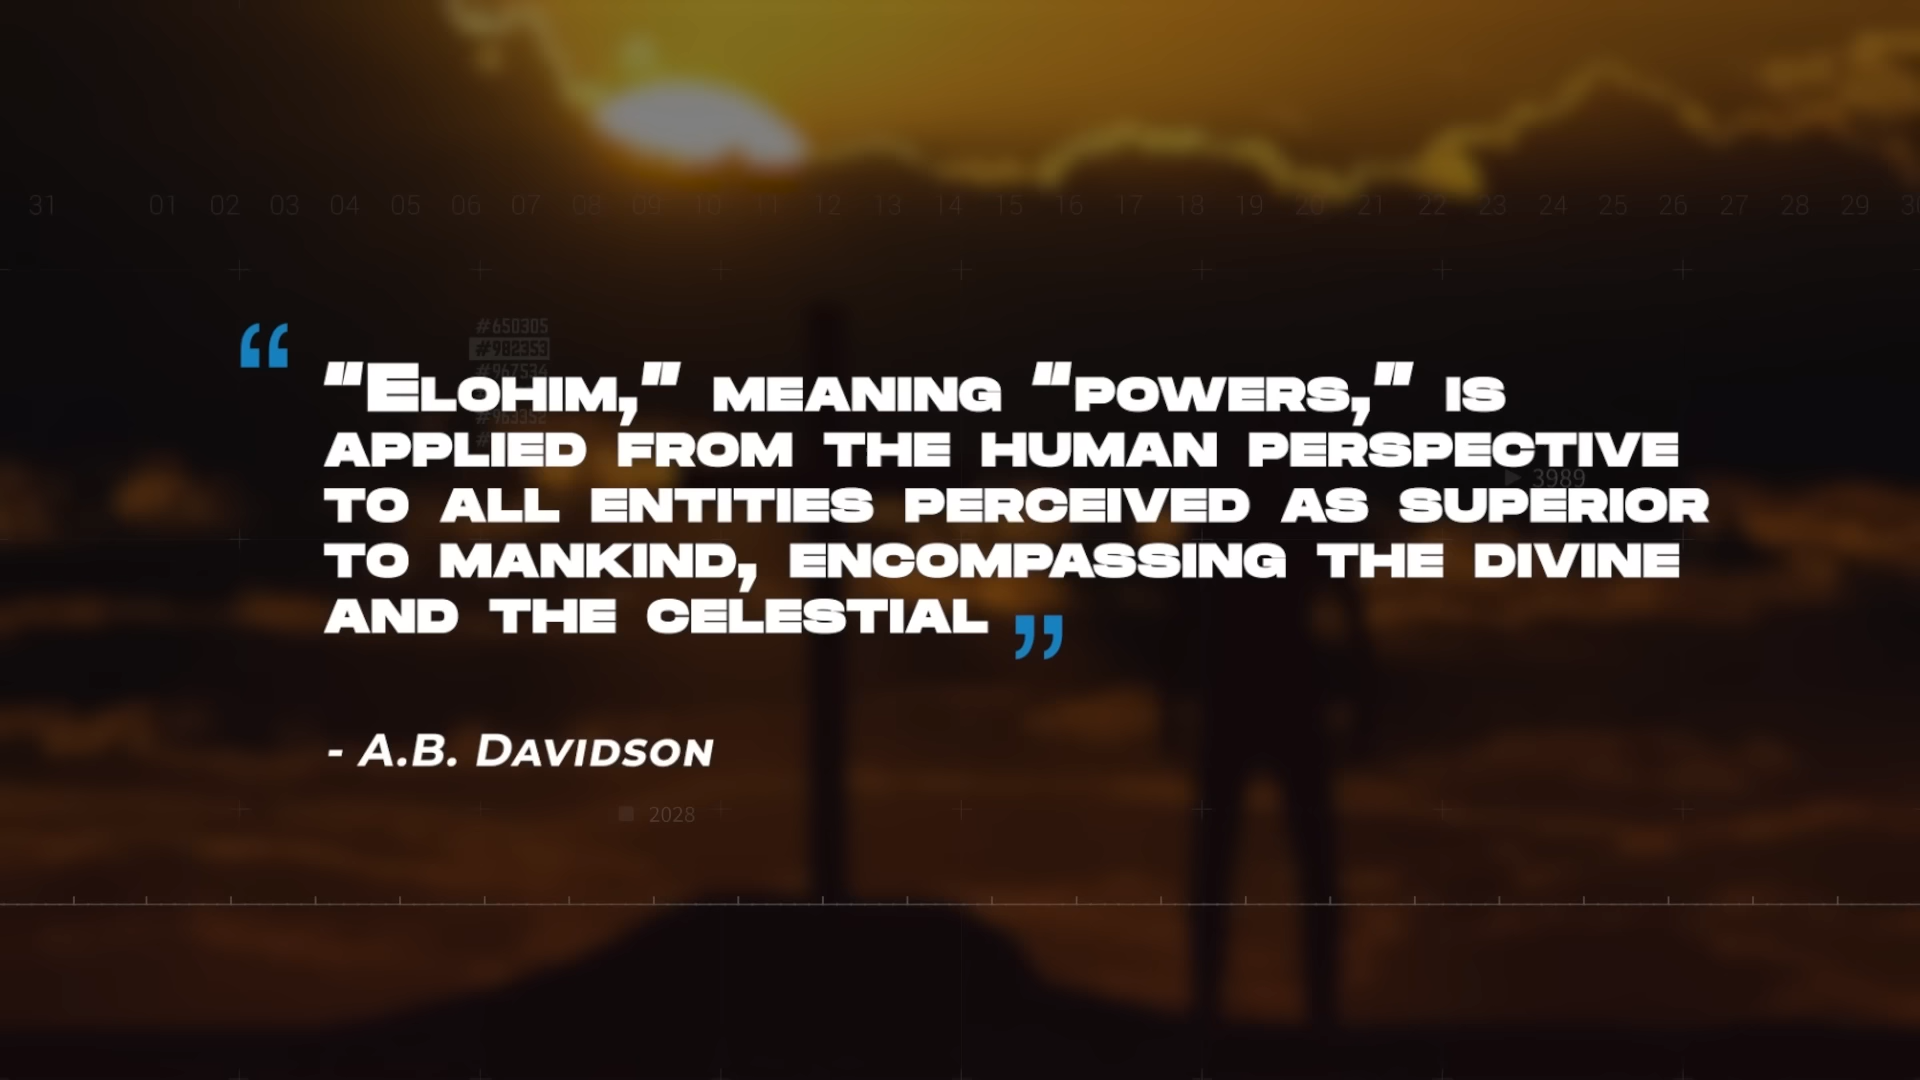 31 01 02 03 04 05 06 07 08 09 10 11 12 13 14 15 16 17 18 19 20 21 22 23 24 25 26 27 28 29
#650305
#982353
#967534
“Elohim,” meaning “powers,” is
applied from the human perspective
3989
to all entities perceived as superior
to mankind, encompassing the divine
and the celestial”
- A.B. Davidson
2028